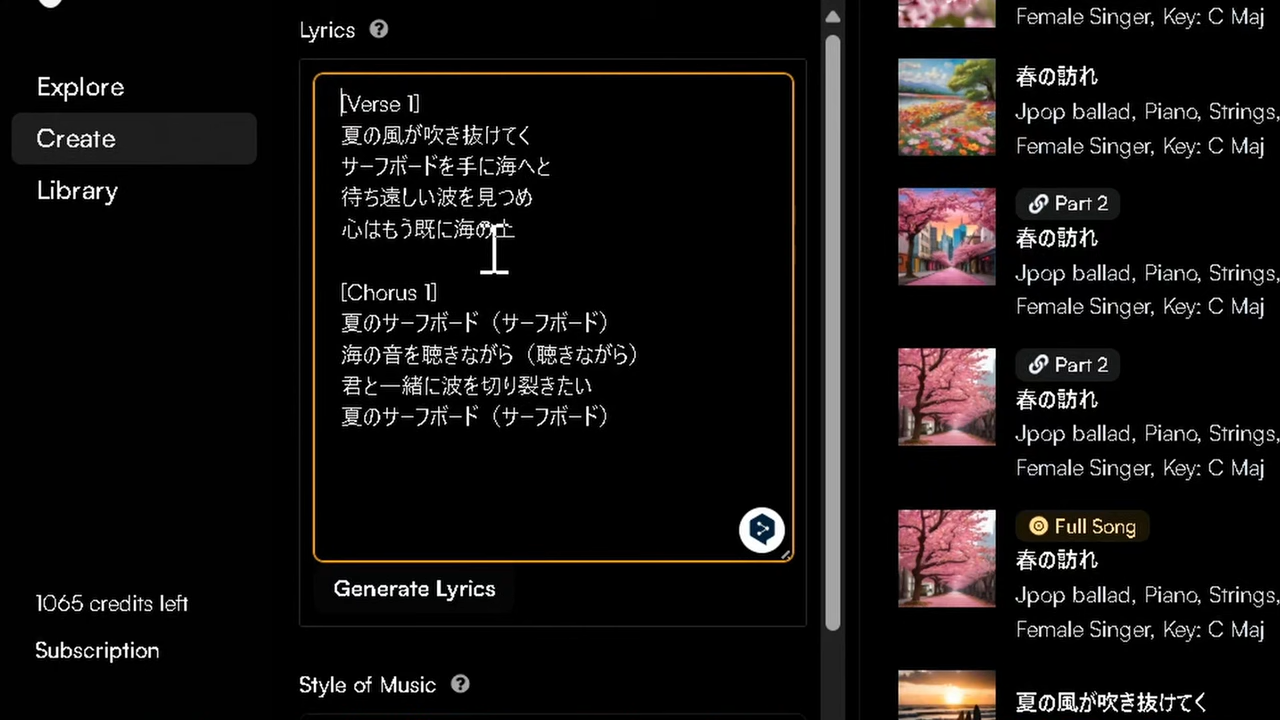 Explore
Create
Library
1065 credits left
Subscription
Lyrics
[Verse 1]
夏の風が吹き抜けてく
サーフボードを手に海へと
待ち遠しい波を見つめ
心はもう既に海の上
[Chorus 1]
夏のサーフボード（サーフボード）
海の音を聴きながら（聴きながら）
君と一緒に波を切り裂きたい
夏のサーフボード（サーフボード）
Generate Lyrics
Style of Music
Female Singer, Key: C Maj
春の訪れ
Jpop ballad, Piano, Strings,
Female Singer, Key: C Maj
Part 2
春の訪れ
Jpop ballad, Piano, Strings,
Female Singer, Key: C Maj
Part 2
春の訪れ
Jpop ballad, Piano, Strings,
Female Singer, Key: C Maj
Full Song
春の訪れ
Jpop ballad, Piano, Strings,
Female Singer, Key: C Maj
夏の風が吹き抜けてく